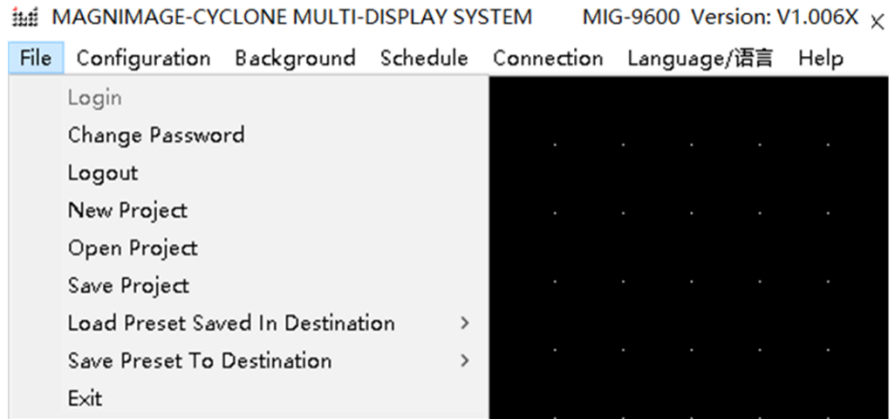 MAGNIMAGE-CYCLONE MULTI-DISPLAY SYSTEM MIG-9600 Version: V1.006X
File Configuration Background Schedule Connection Language/语言 Help
Login
Change Password
Logout
New Project
Open Project
Save Project
Load Preset Saved In Destination >
Save Preset To Destination >
Exit